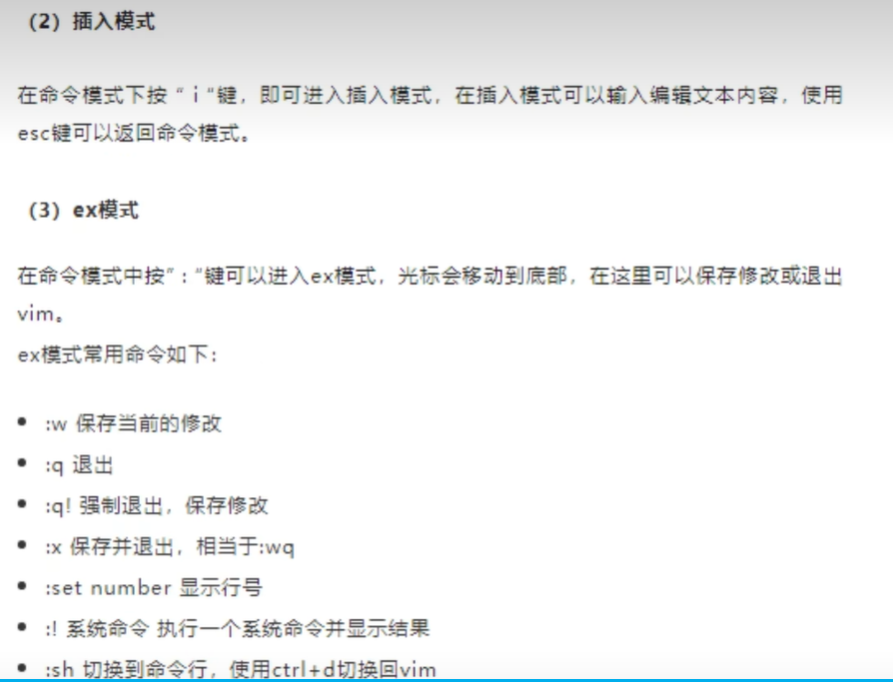 （2）插入模式
在命令模式下按 “ i “键，即可进入插入模式，在插入模式可以输入编辑文本内容，使用
esc键可以返回命令模式。
（3）ex模式
在命令模式中按” : “键可以进入ex模式，光标会移动到底部，在这里可以保存修改或退出
vim。
ex模式常用命令如下：
• :w 保存当前的修改
• :q 退出
• :q! 强制退出，保存修改
• :x 保存并退出，相当于:wq
• :set number 显示行号
• :! 系统命令 执行一个系统命令并显示结果
• :sh 切换到命令行，使用ctrl+d切换回vim